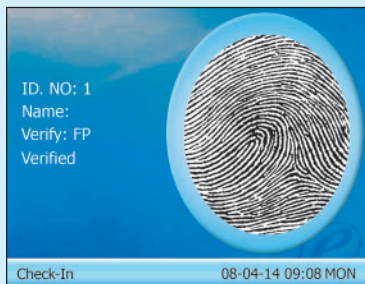 ID. NO: 1
Name:
Verify: FP
Verified
Check-In 08-04-14 09:08 MON